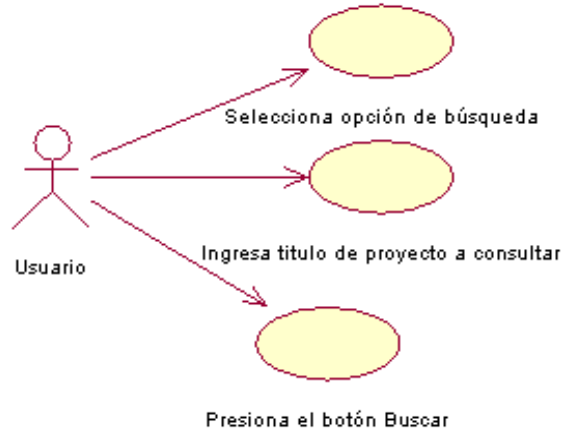 Selecciona opción de búsqueda
Usuario
Ingresa titulo de proyecto a consultar
Presiona el botón Buscar